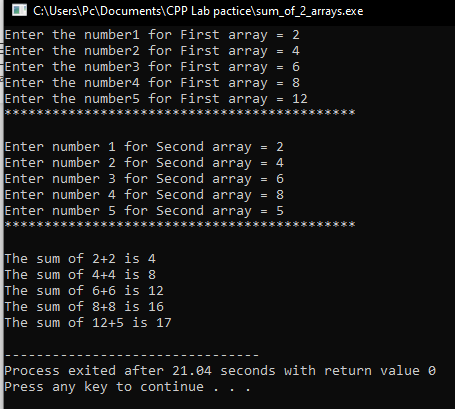 C:\Users\Pc\Documents\CPP Lab pactice\sum_of_2_arrays.exe
Enter the number1 for First array = 2
Enter the number2 for First array = 4
Enter the number3 for First array = 6
Enter the number4 for First array = 8
Enter the number5 for First array = 12
********************************************
Enter number 1 for Second array = 2
Enter number 2 for Second array = 4
Enter number 3 for Second array = 6
Enter number 4 for Second array = 8
Enter number 5 for Second array = 5
********************************************
The sum of 2+2 is 4
The sum of 4+4 is 8
The sum of 6+6 is 12
The sum of 8+8 is 16
The sum of 12+5 is 17
--------------------------------
Process exited after 21.04 seconds with return value 0
Press any key to continue . . .